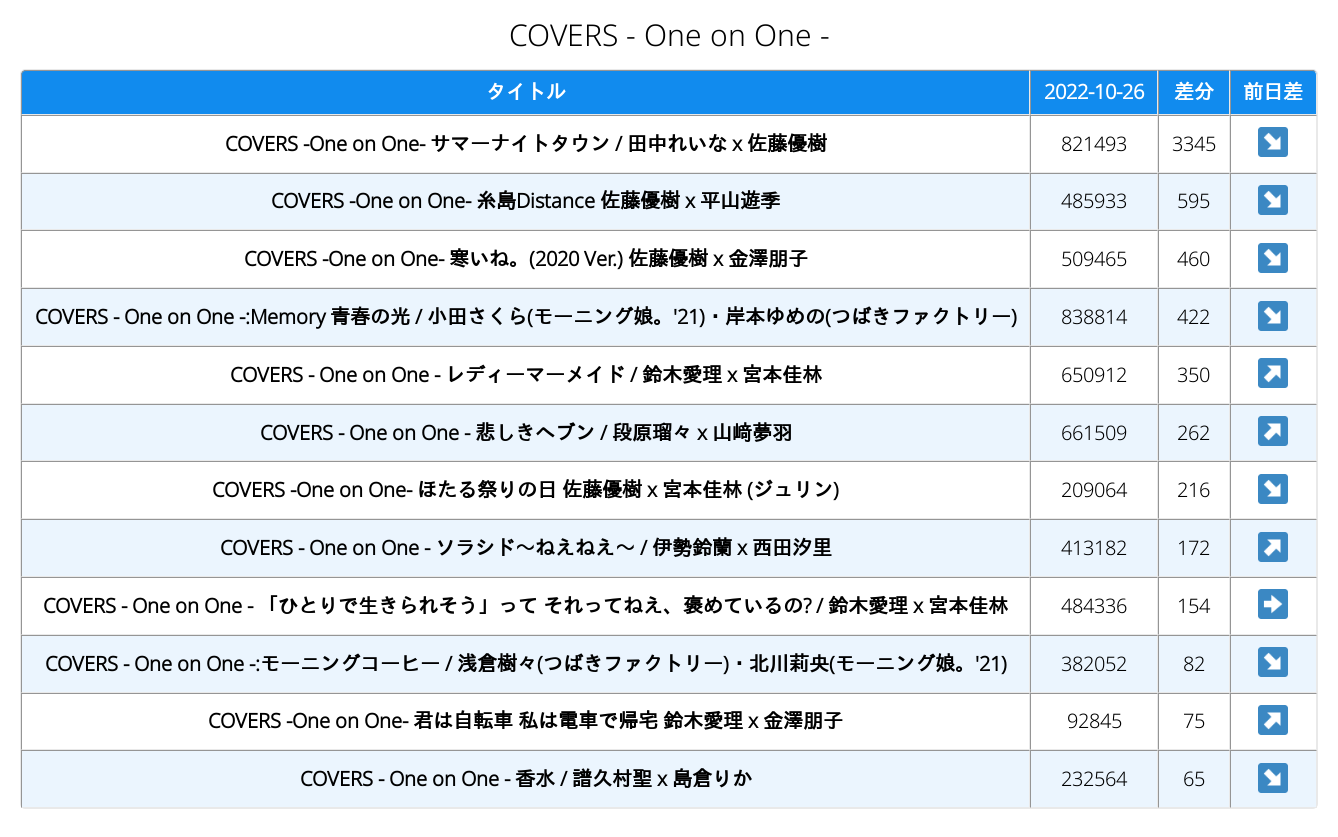 COVERS - One on One -
タイトル 2022-10-26 差分 前日差
COVERS -One on One- サマーナイトタウン / 田中れいな x 佐藤優樹 821493 3345
COVERS -One on One- 糸島Distance 佐藤優樹 x 平山遊季 485933 595
COVERS -One on One- 寒いね。(2020 Ver.) 佐藤優樹 x 金澤朋子 509465 460
COVERS - One on One -:Memory 青春の光 / 小田さくら(モーニング娘。'21)・岸本ゆめの(つばきファクトリー) 838814 422
COVERS - One on One - レディーマーメイド / 鈴木愛理 x 宮本佳林 650912 350
COVERS - One on One - 悲しきヘブン / 段原瑠々 x 山﨑夢羽 661509 262
COVERS -One on One- ほたる祭りの日 佐藤優樹 x 宮本佳林 (ジュリン) 209064 216
COVERS - One on One - ソラシド〜ねえねえ〜 / 伊勢鈴蘭 x 西田汐里 413182 172
COVERS - One on One - 「ひとりで生きられそう」って それってねえ、褒めているの? / 鈴木愛理 x 宮本佳林 484336 154
COVERS - One on One -:モーニングコーヒー / 浅倉樹々(つばきファクトリー)・北川莉央(モーニング娘。'21) 382052 82
COVERS -One on One- 君は自転車 私は電車で帰宅 鈴木愛理 x 金澤朋子 92845 75
COVERS - One on One - 香水 / 譜久村聖 x 島倉りか 232564 65